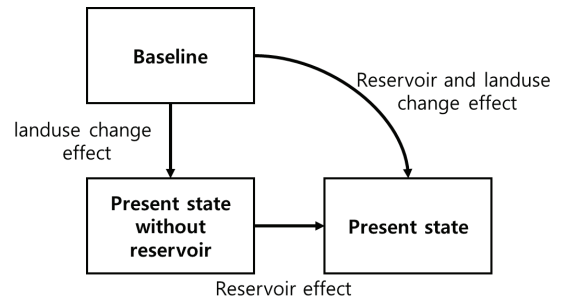 Baseline
Reservoir and landuse
change effect
landuse change
effect
Present state
without
reservoir
Present state
Reservoir effect